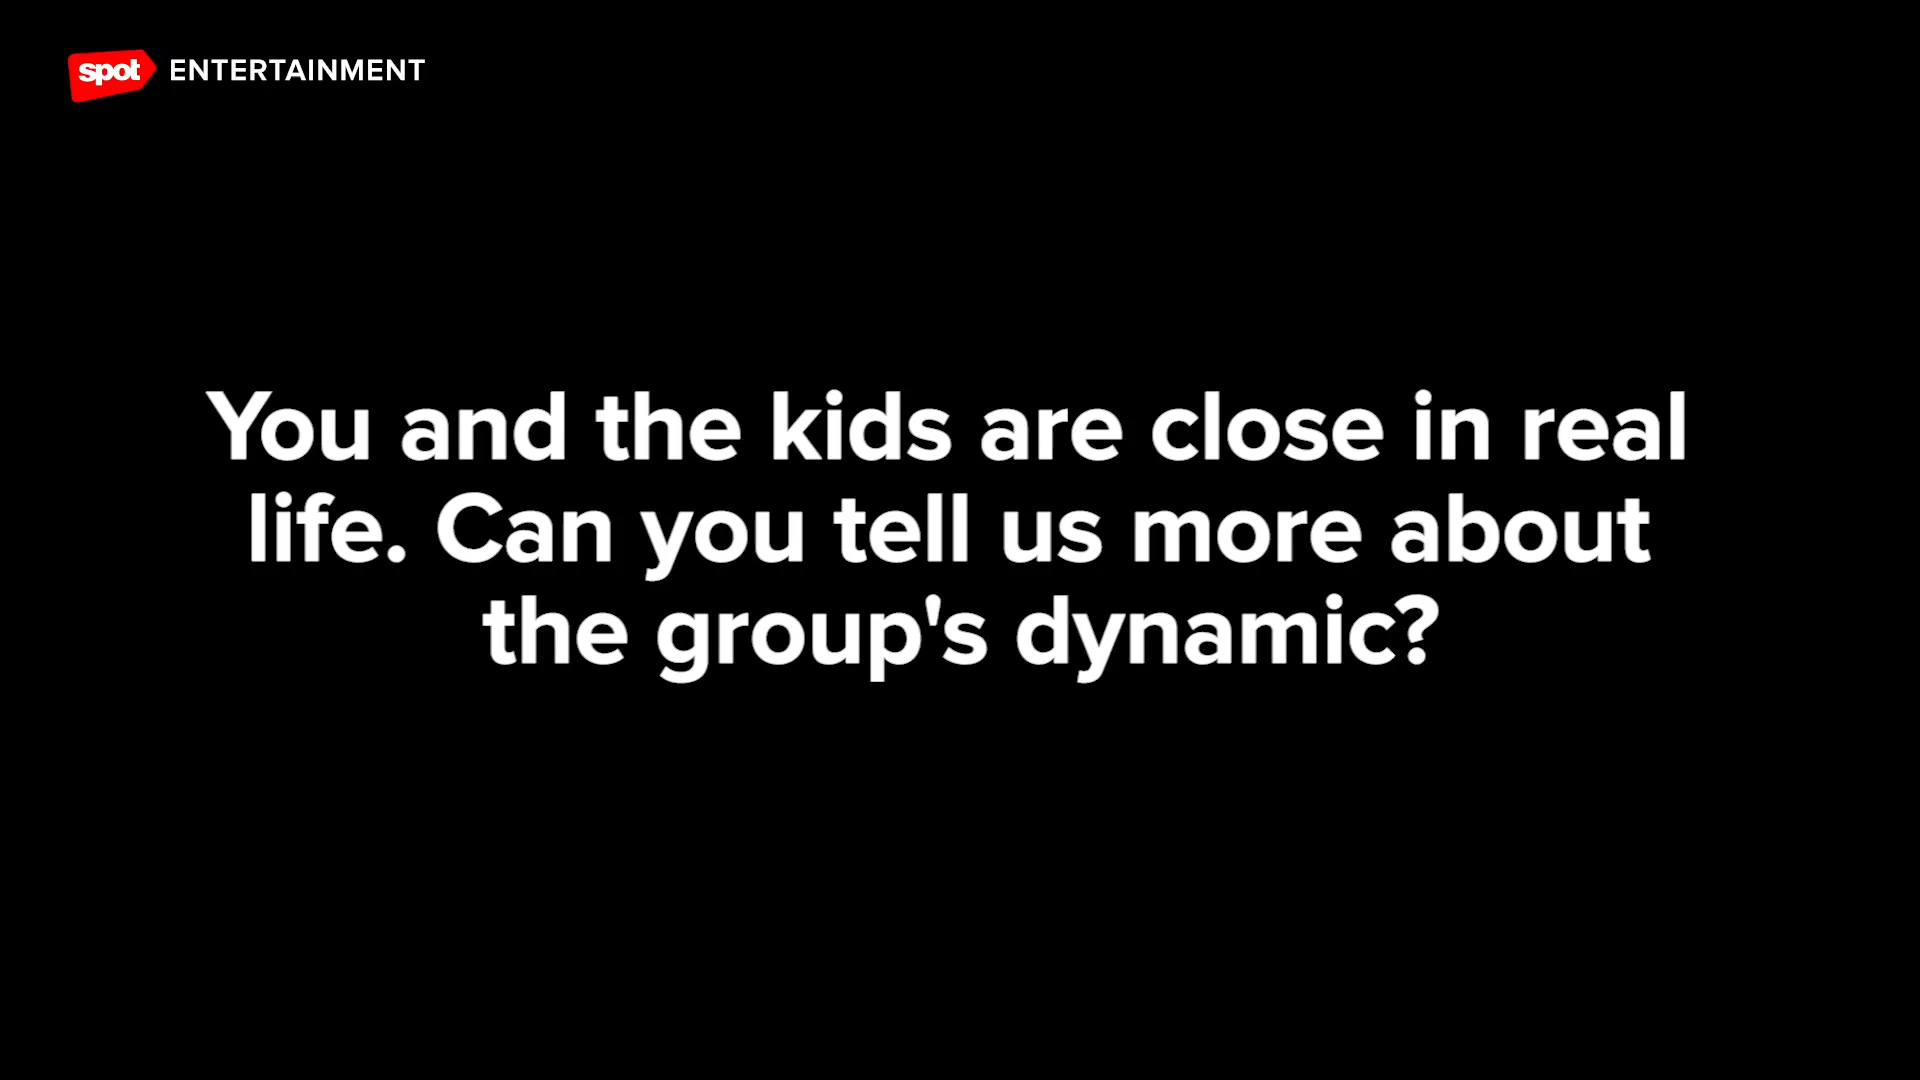 spot ENTERTAINMENT
You and the kids are close in real
life. Can you tell us more about
the group's dynamic?